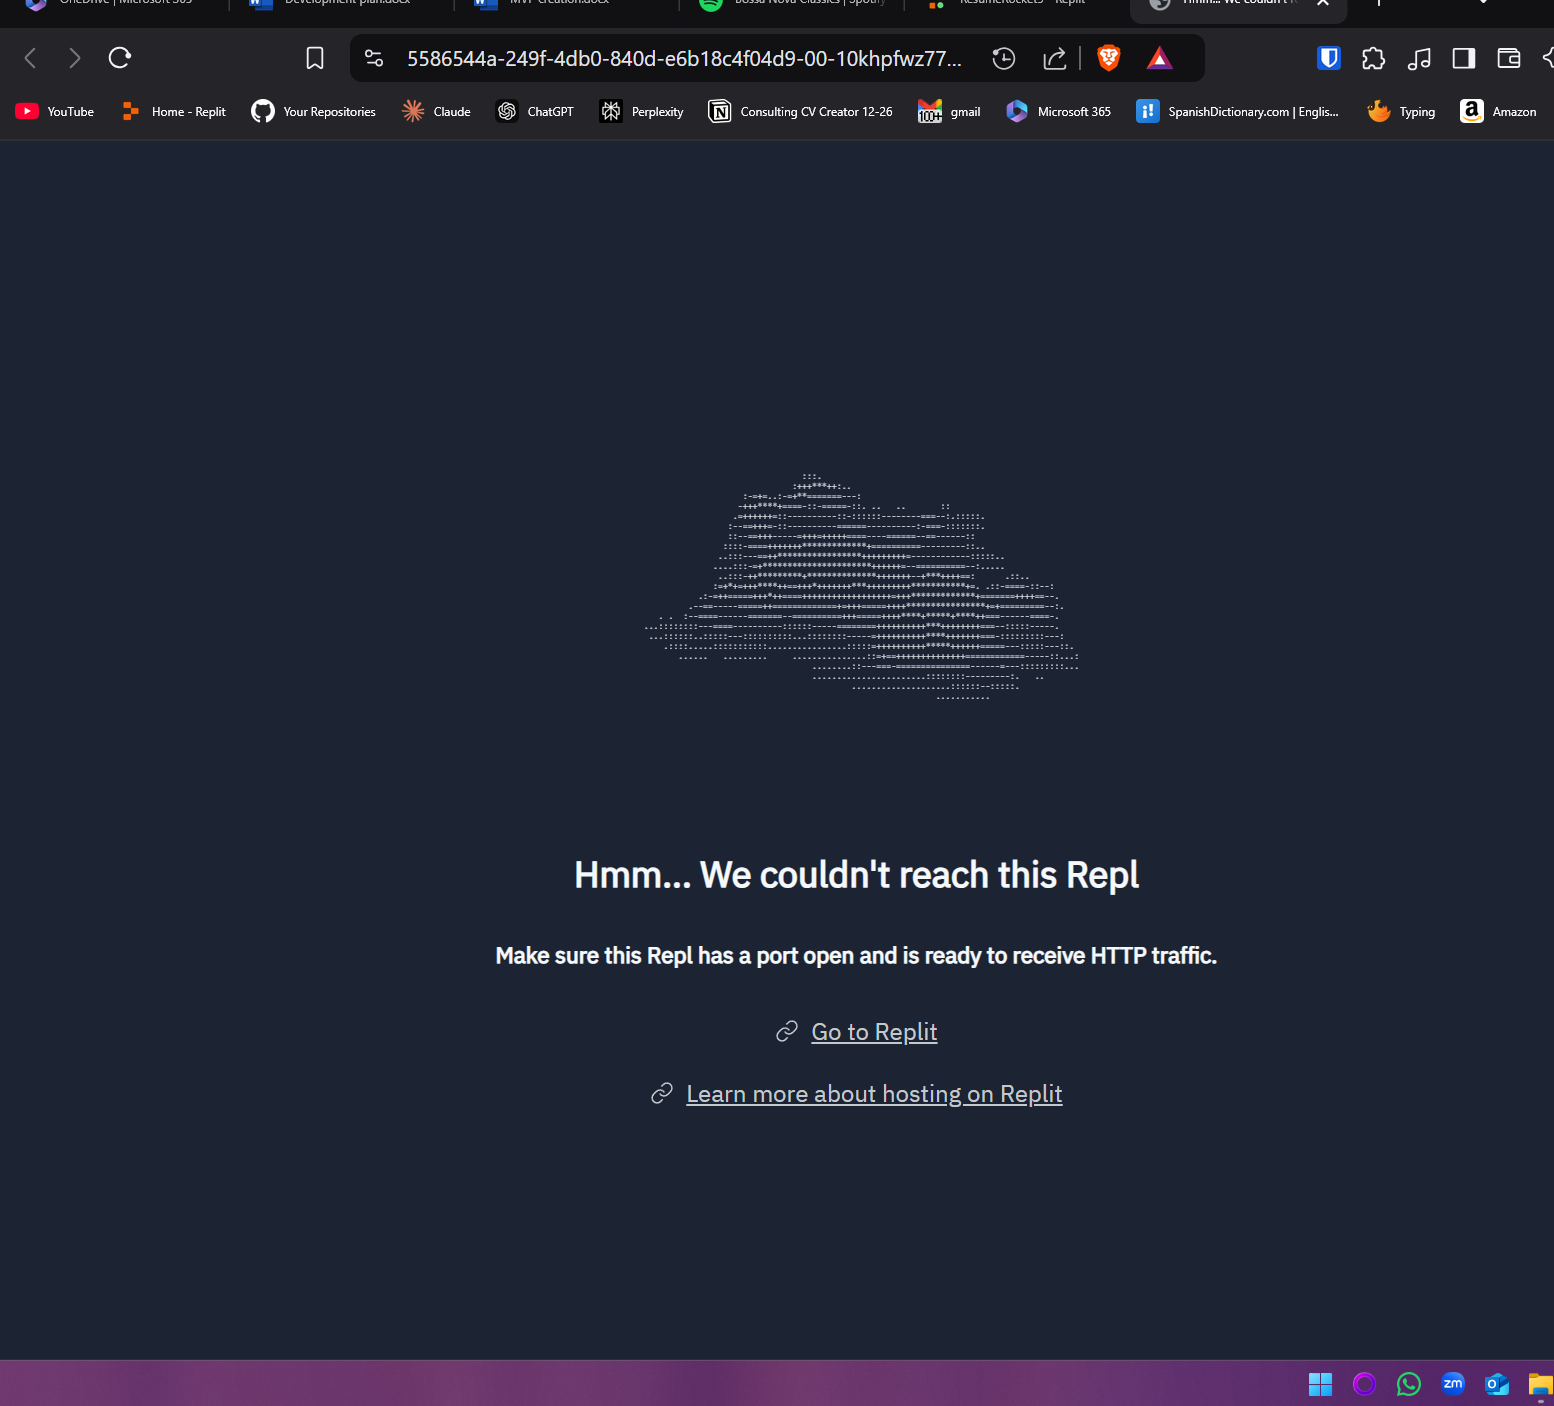 OneDrive | Microsoft 365
Development-plan.docx
MVP creation.docx
Bossa Nova Classics | Spotify
ResumeRocket5 - Replit
Hmm... We couldn't
5586544a-249f-4db0-840d-e6b18c4f04d9-00-10khpfwz77...
YouTube
Home - Replit
Your Repositories
Claude
ChatGPT
Perplexity
Consulting CV Creator 12-26
100+
gmail
Microsoft 365
SpanishDictionary.com | Englis...
Typing
Amazon
Hmm... We couldn't reach this Repl
Make sure this Repl has a port open and is ready to receive HTTP traffic.
Go to Replit
Learn more about hosting on Replit
zm